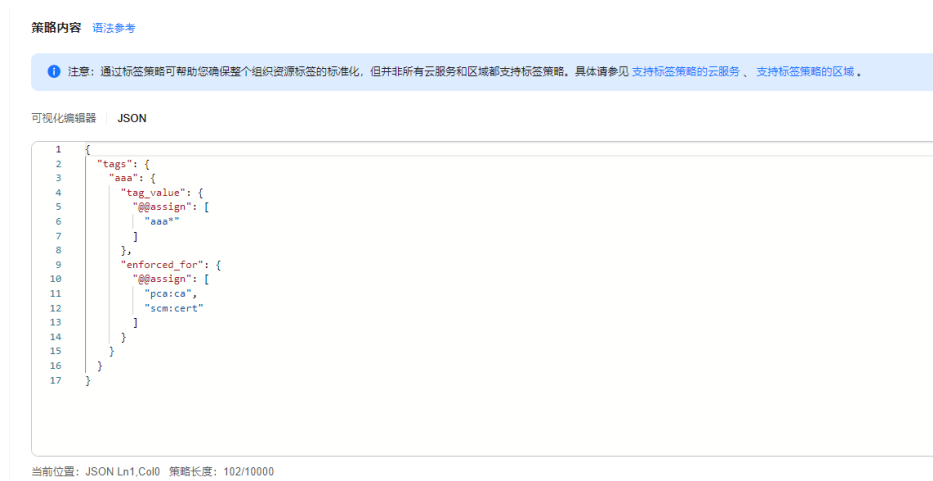 策略内容 语法参考
注意：通过标签策略可帮助您确保整个组织资源标签的标准化，但并非所有云服务和区域都支持标签策略。具体请参见 支持标签策略的云服务 、 支持标签策略的区域 。
可视化编辑器 JSON
1 {
2 "tags": {
3 "aaa": {
4 "tag_value": {
5 "@@assign": [
6 "aaa*"
7 ]
8 },
9 "enforced_for": {
10 "@@assign": [
11 "pca:ca",
12 "scm:cert"
13 ]
14 }
15 }
16 }
17 }
当前位置：JSON Ln1,Col0 策略长度：102/10000